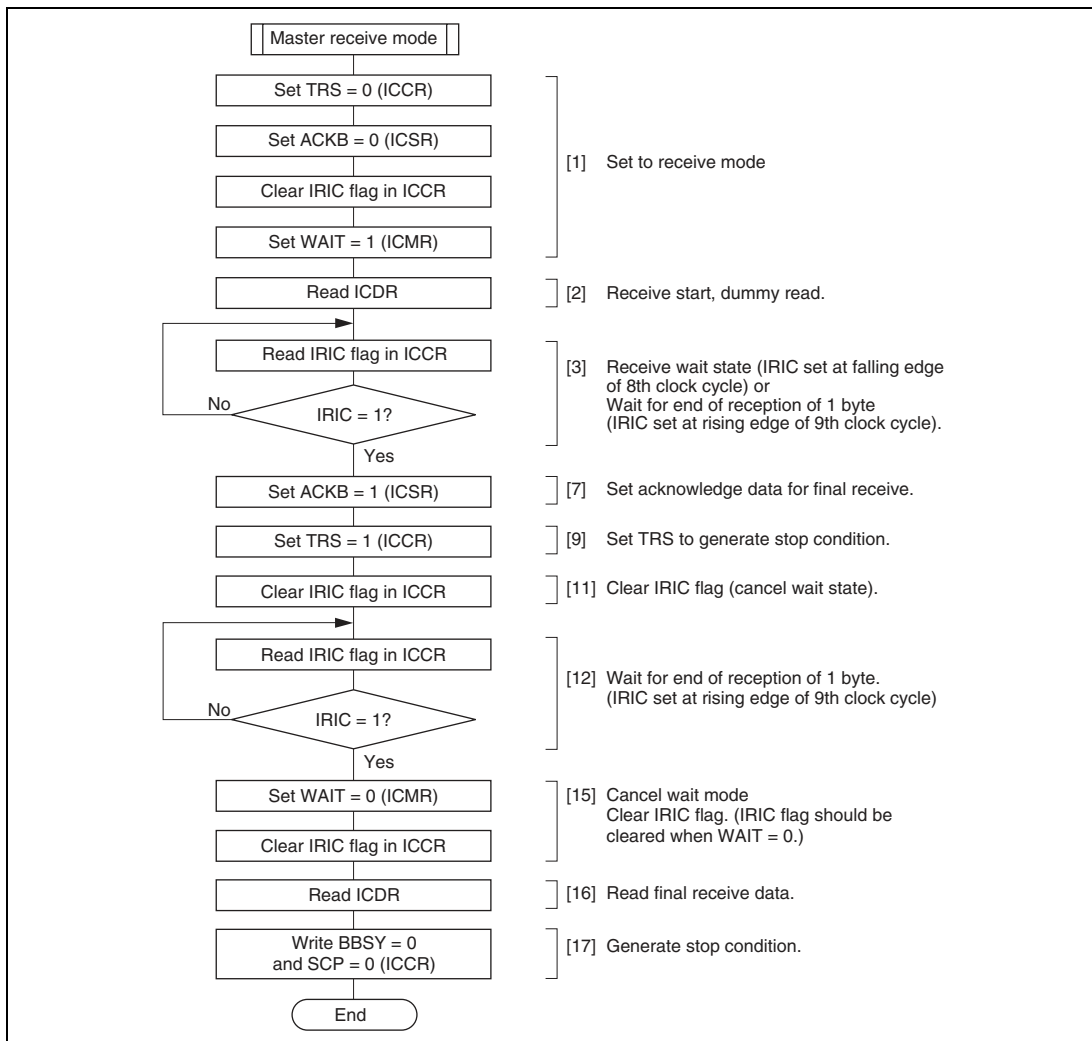 Master receive mode
Set TRS = 0 (ICCR)
Set ACKB = 0 (ICSR)
[1] Set to receive mode
Clear IRIC flag in ICCR
Set WAIT = 1 (ICMR)
Read ICDR
[2] Receive start, dummy read.
Read IRIC flag in ICCR
[3] Receive wait state (IRIC set at falling edge
of 8th clock cycle) or
Wait for end of reception of 1 byte
(IRIC set at rising edge of 9th clock cycle).
No
IRIC = 1?
Yes
Set ACKB = 1 (ICSR)
[7] Set acknowledge data for final receive.
Set TRS = 1 (ICCR)
[9] Set TRS to generate stop condition.
Clear IRIC flag in ICCR
[11] Clear IRIC flag (cancel wait state).
Read IRIC flag in ICCR
[12] Wait for end of reception of 1 byte.
(IRIC set at rising edge of 9th clock cycle)
No
IRIC = 1?
Yes
Set WAIT = 0 (ICMR)
[15] Cancel wait mode
Clear IRIC flag. (IRIC flag should be
cleared when WAIT = 0.)
Clear IRIC flag in ICCR
Read ICDR
[16] Read final receive data.
Write BBSY = 0
and SCP = 0 (ICCR)
[17] Generate stop condition.
End